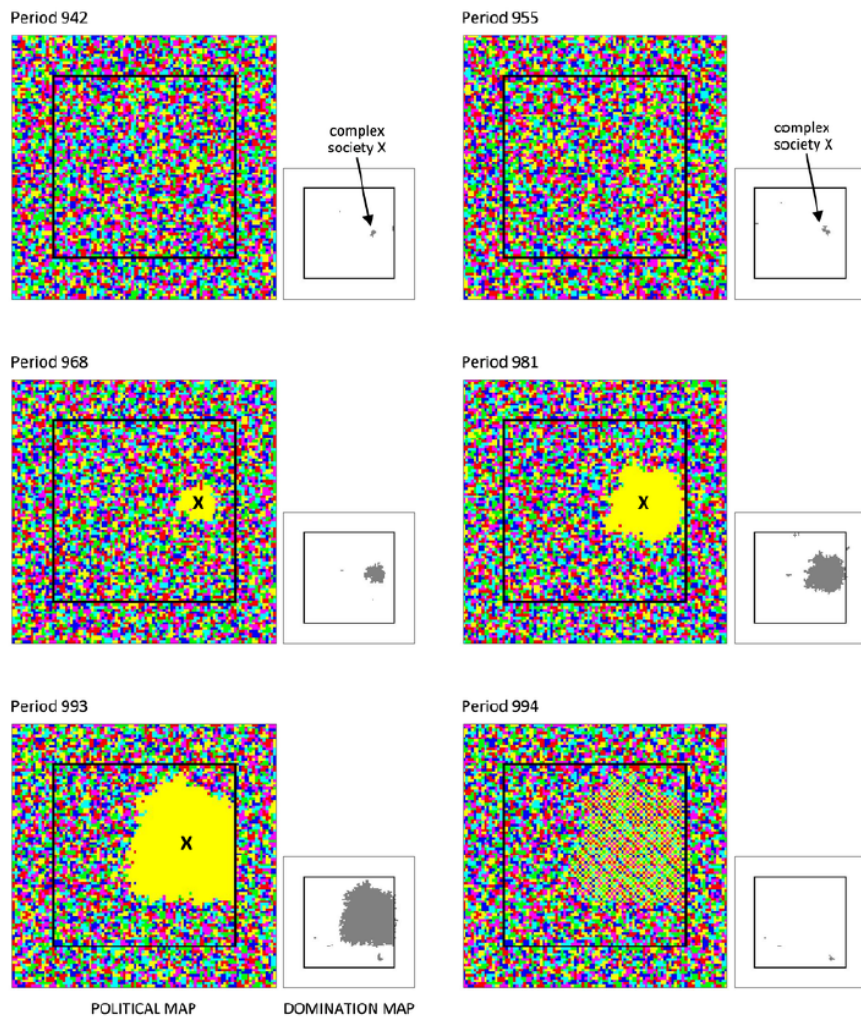 Period 942
Period 955
complex
society X
complex
society X
Period 968
Period 981
X
X
Period 993
Period 994
X
POLITICAL MAP
DOMINATION MAP